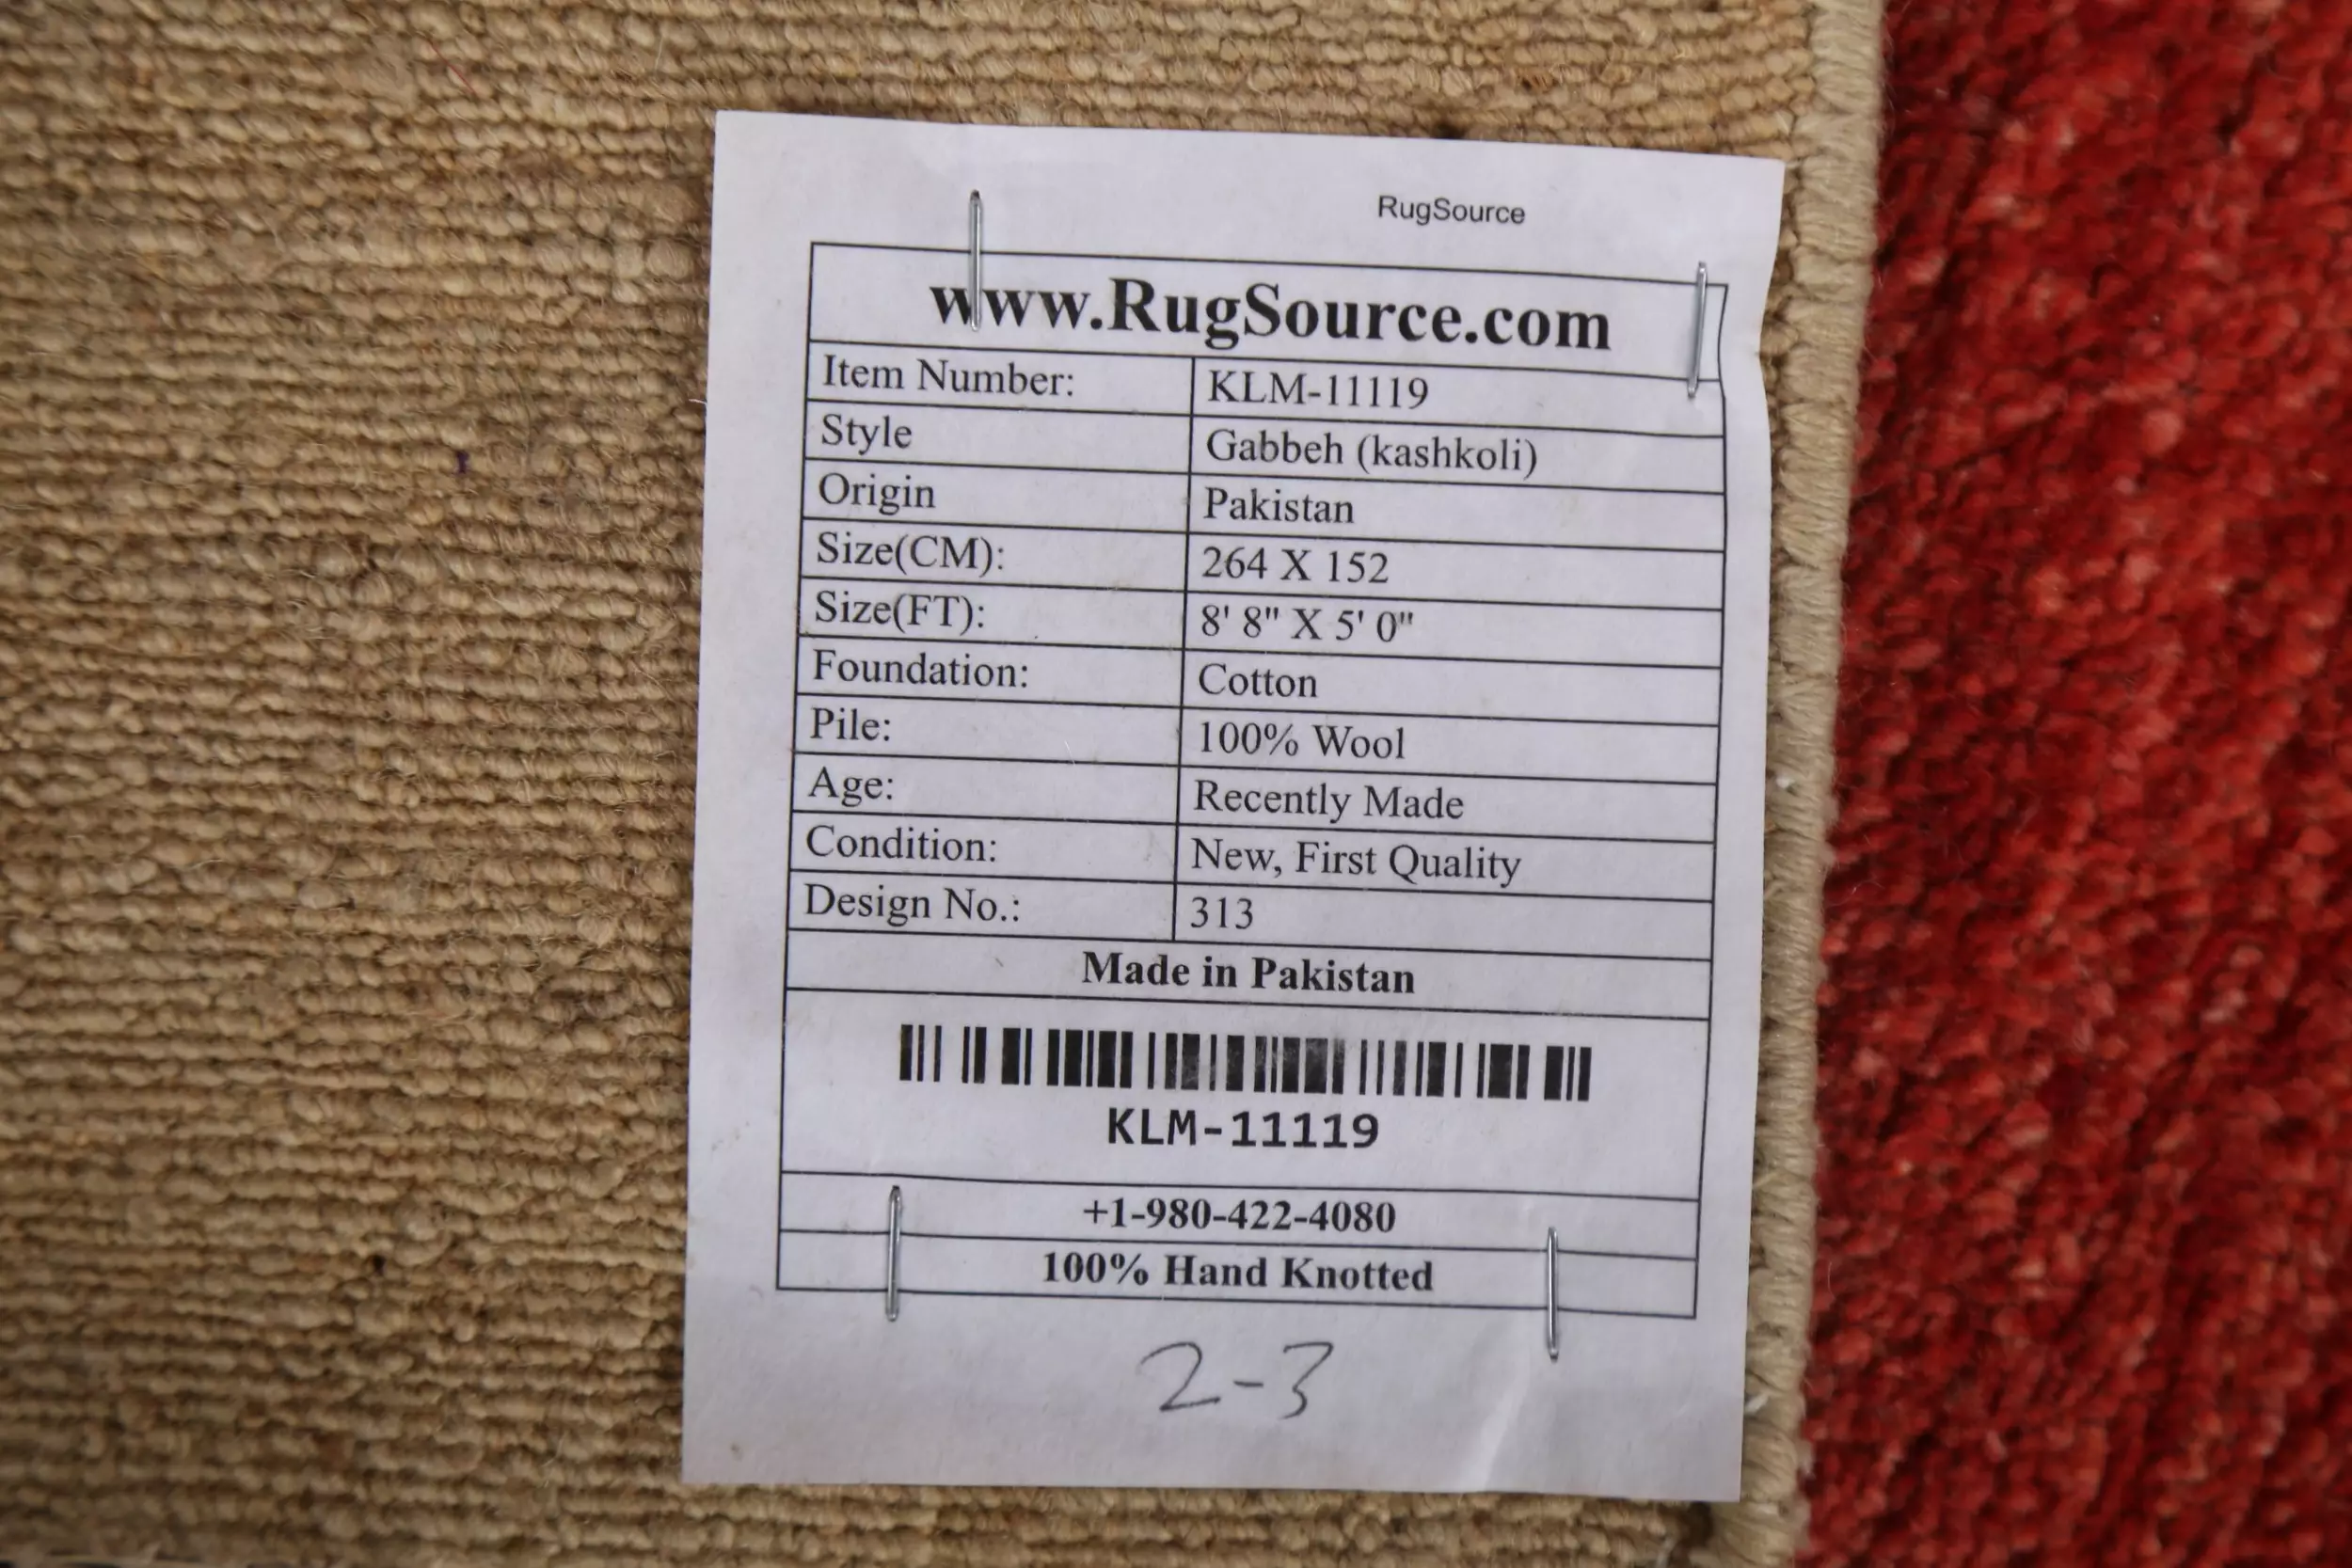 RugSource
www.RugSource.com
Item Number: KLM-11119
Style Gabbeh (kashkoli)
Origin Pakistan
Size(CM): 264 X 152
Size(FT): 8' 8" X 5' 0"
Foundation: Cotton
Pile: 100% Wool
Age: Recently Made
Condition: New, First Quality
Design No.: 313
Made in Pakistan
KLM-11119
+1-980-422-4080
100% Hand Knotted
2-3